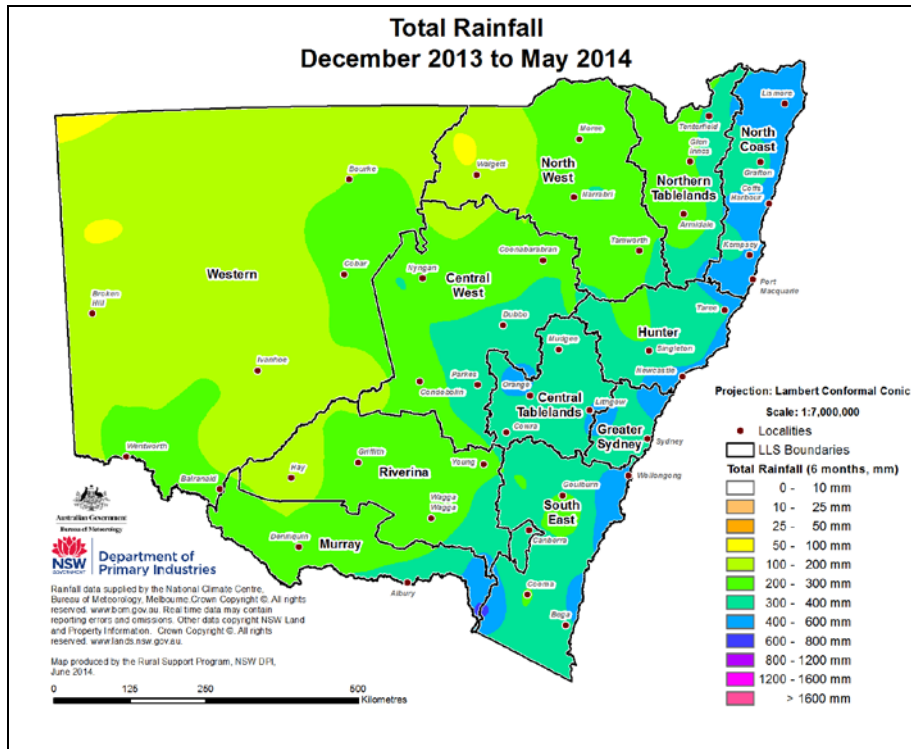 Total Rainfall
December 2013 to May 2014
Lismore
Tenterfield
North
Coast
Moree
Glen
Innes
North
West
Walgett
Bourke
Grafton
Northern
Tablelands
Coffs
Harbour
Narrabri
Armidale
Tamworth
Kempsey
Coonabarabran
Western
Cobar
Nyngan
Central
West
Port
Macquarie
Broken
Hill
Taree
Dubbo
Hunter
Mudgee
Singleton
Ivanhoe
Newcastle
Parkes
Orange
Condobolin
Central
Tablelands
Lithgow
Projection: Lambert Conformal Conic
Scale: 1:7,000,000
Localities
LLS Boundaries
Total Rainfall (6 months, mm)
0 - 10 mm
10 - 25 mm
25 - 50 mm
50 - 100 mm
100 - 200 mm
200 - 300 mm
300 - 400 mm
400 - 600 mm
600 - 800 mm
800 - 1200 mm
1200 - 1600 mm
> 1600 mm
Greater
Sydney
Cowra
Sydney
Wentworth
Griffith
Riverina
Young
Hay
Wollongong
Balranald
Goulburn
South
East
Wagga
Wagga
Canberra
Deniliquin
Murray
Albury
Cooma
Bega
Australian Government
Bureau of Meteorology
NSW
GOVERNMENT
Department of
Primary Industries
Rainfall data supplied by the National Climate Centre,
Bureau of Meteorology, Melbourne.Crown Copyright ©. All rights
reserved. www.bom.gov.au. Real time data may contain
reporting errors and omissions. Other data copyright NSW Land
and Property Information. Crown Copyright ©. All rights
reserved. www.lands.nsw.gov.au.
Map produced by the Rural Support Program, NSW DPI,
June 2014.
0 125 250 500
Kilometres